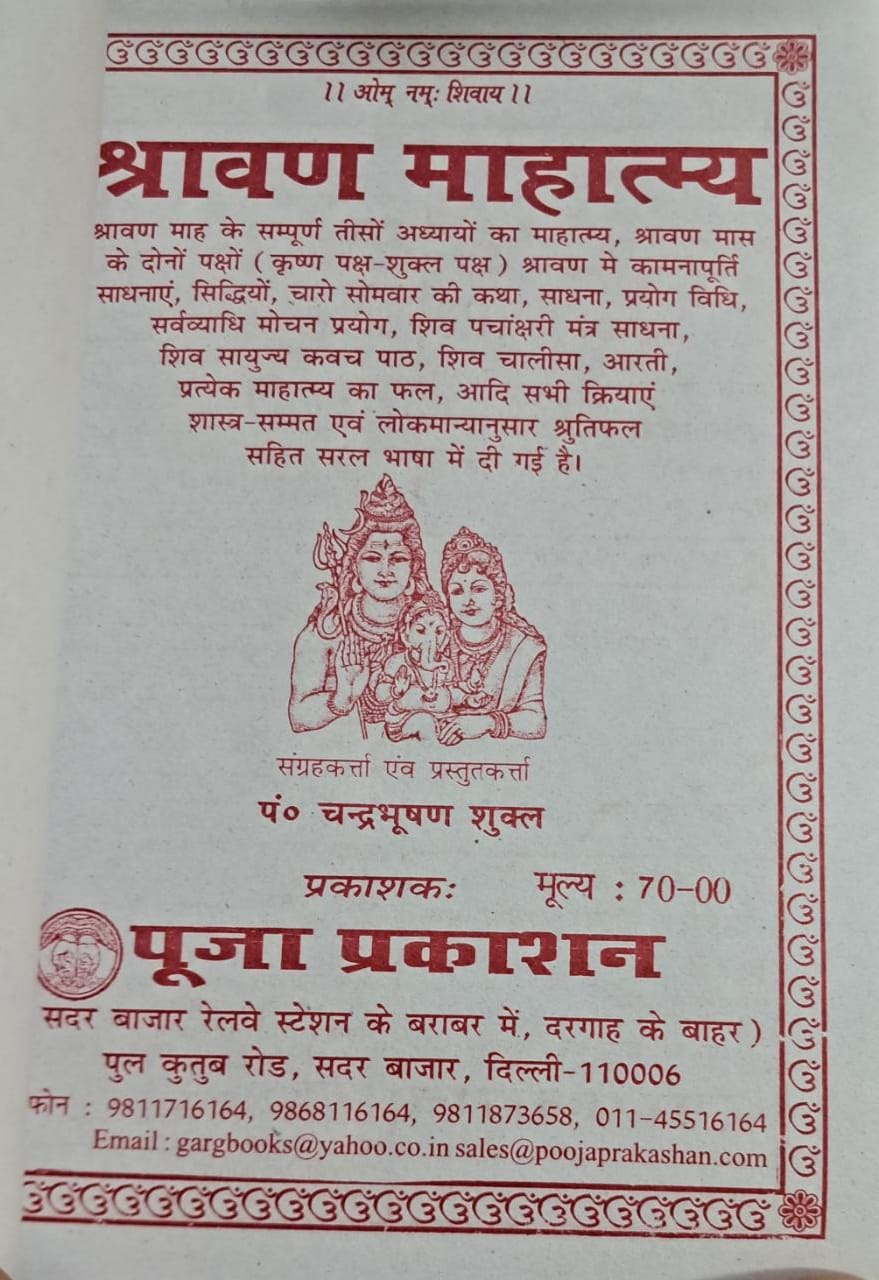 ।। ओम् नम्: शिवाय ।।
श्रावण माहात्म्य
श्रावण माह के सम्पूर्ण तीसों अध्यायों का माहात्म्य, श्रावण मास
के दोनों पक्षों ( कृष्ण पक्ष-शुक्ल पक्ष ) श्रावण मे कामनापूर्ति
साधनाएं, सिद्धियों, चारो सोमवार की कथा, साधना, प्रयोग विधि,
सर्वव्याधि मोचन प्रयोग, शिव पचांक्षरी मंत्र साधना,
शिव सायुज्य कवच पाठ, शिव चालीसा, आरती,
प्रत्येक माहात्म्य का फल, आदि सभी क्रियाएं
शास्त्र-सम्मत एवं लोकमान्यानुसार श्रुतिफल
सहित सरल भाषा में दी गई है।
संग्रहकर्त्ता एंव प्रस्तुतकर्त्ता
पं० चन्द्रभूषण शुक्ल
प्रकाशक: मूल्य : 70-00
पूजा प्रकाशन
सदर बाजार रेलवे स्टेशन के बराबर में, दरगाह के बाहर )
पुल कुतुब रोड, सदर बाजार, दिल्ली-110006
फोन : 9811716164, 9868116164, 9811873658, 011-45516164
Email : gargbooks@yahoo.co.in sales@poojaprakashan.com